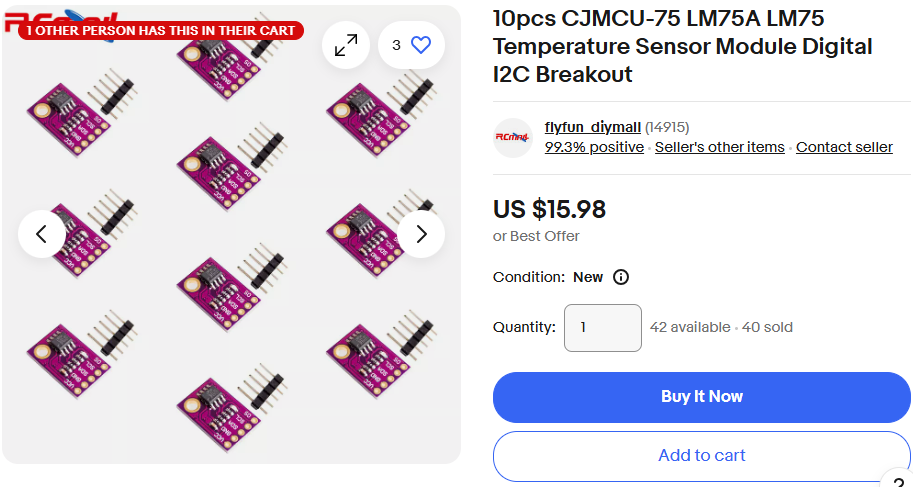 RCmall
1 OTHER PERSON HAS THIS IN THEIR CART
3
10pcs CJMCU-75 LM75A LM75
Temperature Sensor Module Digital
I2C Breakout
RCmall
flyfun_diymall (14915)
99.3% positive · Seller's other items · Contact seller
US $15.98
or Best Offer
Condition: New
Quantity: 1 42 available · 40 sold
Buy It Now
Add to cart
?